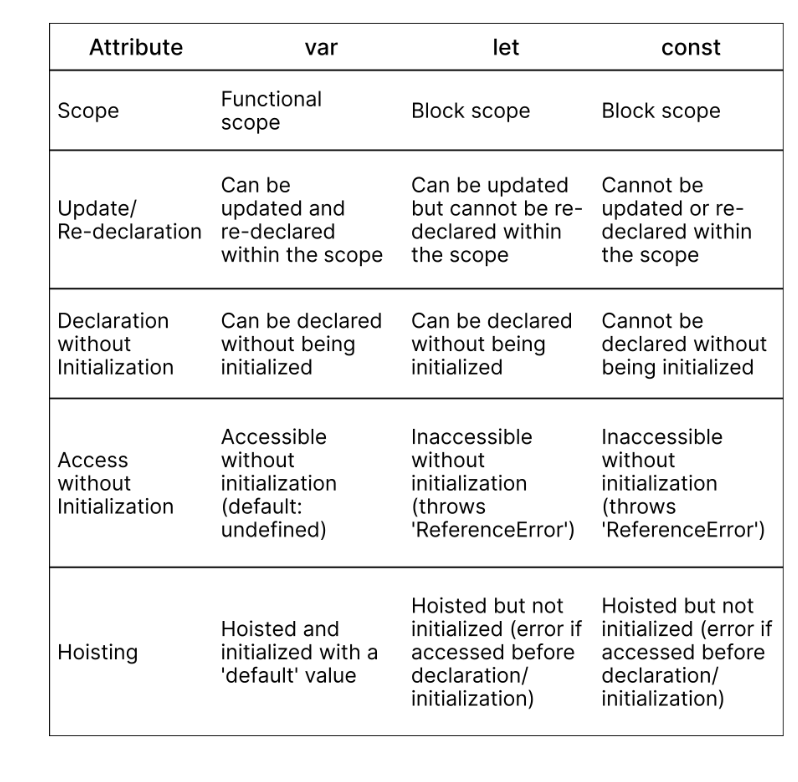 Attribute var let const
Scope
Functional
scope
Block scope
Block scope
Update/
Re-declaration
Can be
updated and
re-declared
within the scope
Can be updated
but cannot be re-
declared within
the scope
Cannot be
updated or re-
declared within
the scope
Declaration
without
Initialization
Can be declared
without being
initialized
Can be declared
without being
initialized
Cannot be
declared without
being initialized
Access
without
Initialization
Accessible
without
initialization
(default:
undefined)
Inaccessible
without
initialization
(throws
'ReferenceError')
Inaccessible
without
initialization
(throws
'ReferenceError')
Hoisting
Hoisted and
initialized with a
'default' value
Hoisted but not
initialized (error if
accessed before
declaration/
initialization)
Hoisted but not
initialized (error if
accessed before
declaration/
initialization)